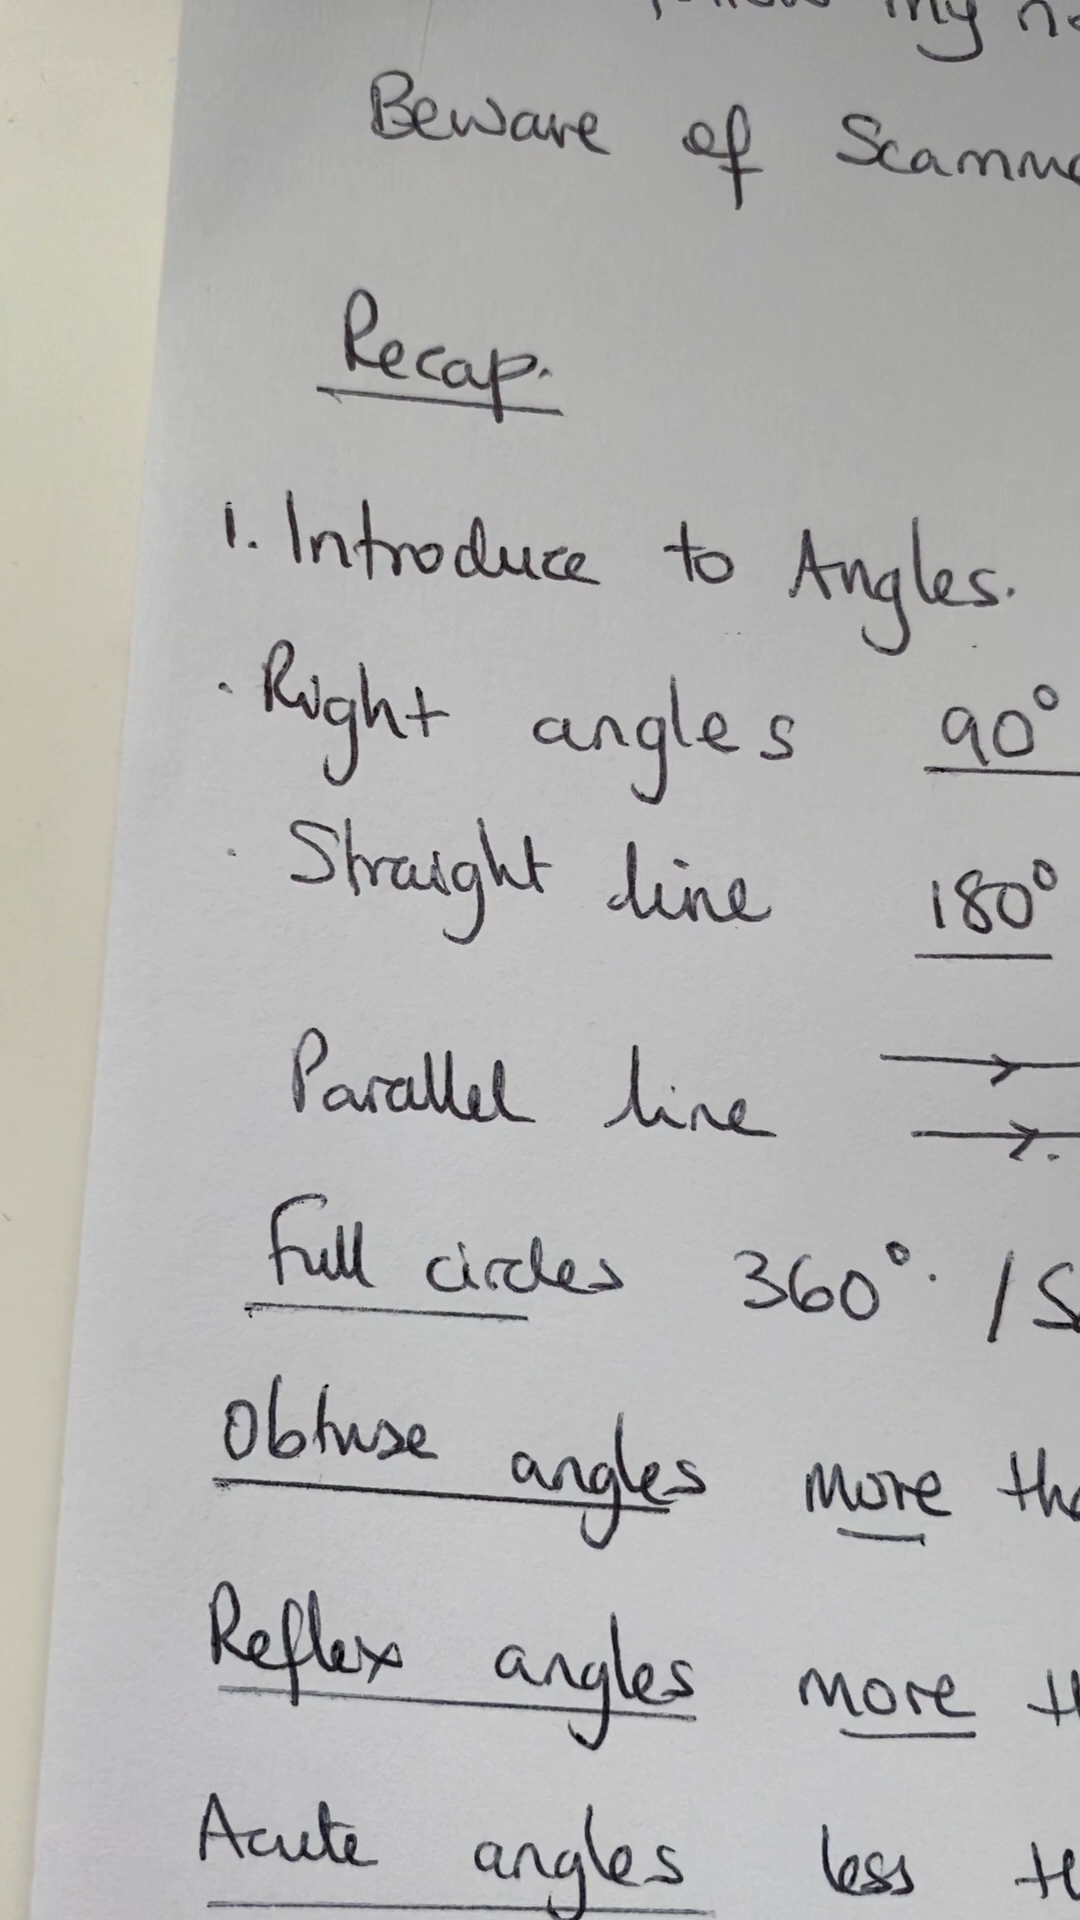 my
Beware of
Recap.
1. Introduce to Angles.
· Right angles 90°
· Straight line 180°
Parallel line
Full circles 360°. /
Obtuse angles more
Reflex angles more
Acute angles less